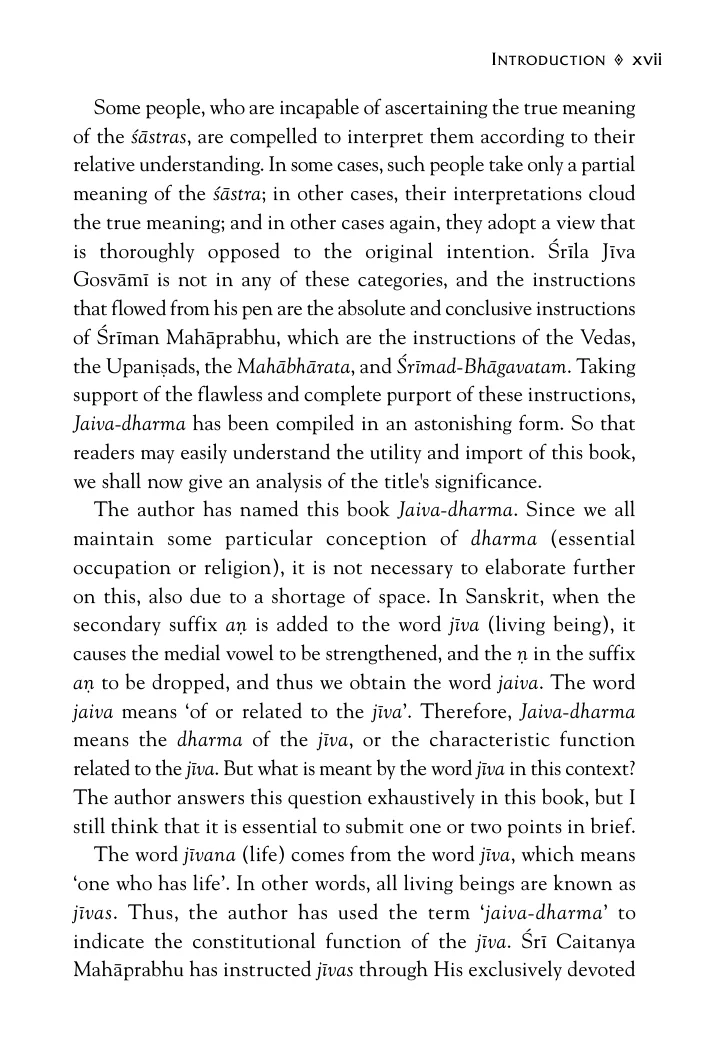 INTRODUCTION ◈ xvii
Some people, who are incapable of ascertaining the true meaning
of the śāstras, are compelled to interpret them according to their
relative understanding. In some cases, such people take only a partial
meaning of the śāstra; in other cases, their interpretations cloud
the true meaning; and in other cases again, they adopt a view that
is thoroughly opposed to the original intention. Śrīla Jīva
Gosvāmī is not in any of these categories, and the instructions
that flowed from his pen are the absolute and conclusive instructions
of Śrīman Mahāprabhu, which are the instructions of the Vedas,
the Upaniṣads, the Mahābhārata, and Śrīmad-Bhāgavatam. Taking
support of the flawless and complete purport of these instructions,
Jaiva-dharma has been compiled in an astonishing form. So that
readers may easily understand the utility and import of this book,
we shall now give an analysis of the title's significance.
The author has named this book Jaiva-dharma. Since we all
maintain some particular conception of dharma (essential
occupation or religion), it is not necessary to elaborate further
on this, also due to a shortage of space. In Sanskrit, when the
secondary suffix aṇ is added to the word jīva (living being), it
causes the medial vowel to be strengthened, and the ṇ in the suffix
aṇ to be dropped, and thus we obtain the word jaiva. The word
jaiva means ‘of or related to the jīva’. Therefore, Jaiva-dharma
means the dharma of the jīva, or the characteristic function
related to the jīva. But what is meant by the word jīva in this context?
The author answers this question exhaustively in this book, but I
still think that it is essential to submit one or two points in brief.
The word jīvana (life) comes from the word jīva, which means
‘one who has life’. In other words, all living beings are known as
jīvas. Thus, the author has used the term ‘jaiva-dharma’ to
indicate the constitutional function of the jīva. Śrī Caitanya
Mahāprabhu has instructed jīvas through His exclusively devoted